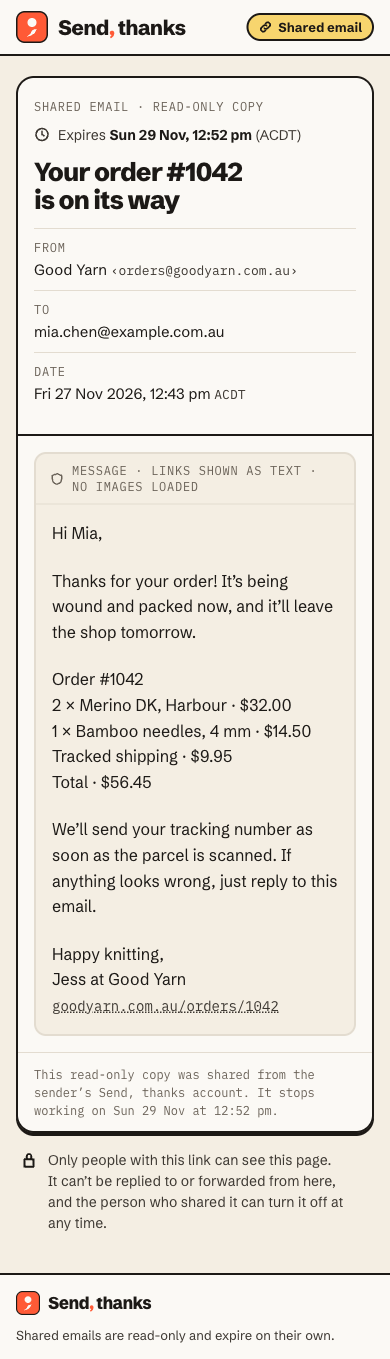 Send, thanks
Shared email
SHARED EMAIL · READ-ONLY COPY
Expires Sun 29 Nov, 12:52 pm (ACDT)
Your order #1042
is on its way
FROM
Good Yarn ‹orders@goodyarn.com.au›
TO
mia.chen@example.com.au
DATE
Fri 27 Nov 2026, 12:43 pm ACDT
MESSAGE · LINKS SHOWN AS TEXT ·
NO IMAGES LOADED
Hi Mia,
Thanks for your order! It’s being
wound and packed now, and it’ll leave
the shop tomorrow.
Order #1042
2 × Merino DK, Harbour · $32.00
1 × Bamboo needles, 4 mm · $14.50
Tracked shipping · $9.95
Total · $56.45
We’ll send your tracking number as
soon as the parcel is scanned. If
anything looks wrong, just reply to this
email.
Happy knitting,
Jess at Good Yarn
goodyarn.com.au/orders/1042
This read-only copy was shared from the
sender’s Send, thanks account. It stops
working on Sun 29 Nov at 12:52 pm.
Only people with this link can see this page.
It can’t be replied to or forwarded from here,
and the person who shared it can turn it off at
any time.
Send, thanks
Shared emails are read-only and expire on their own.